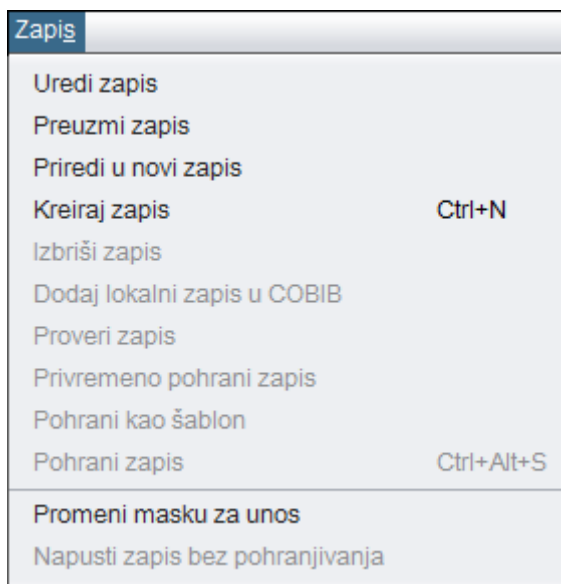 Zapis
Uredi zapis
Preuzmi zapis
Priredi u novi zapis
Kreiraj zapis Ctrl+N
Izbriši zapis
Dodaj lokalni zapis u COBIB
Proveri zapis
Privremeno pohrani zapis
Pohrani kao šablon
Pohrani zapis Ctrl+Alt+S
Promeni masku za unos
Napusti zapis bez pohranjivanja